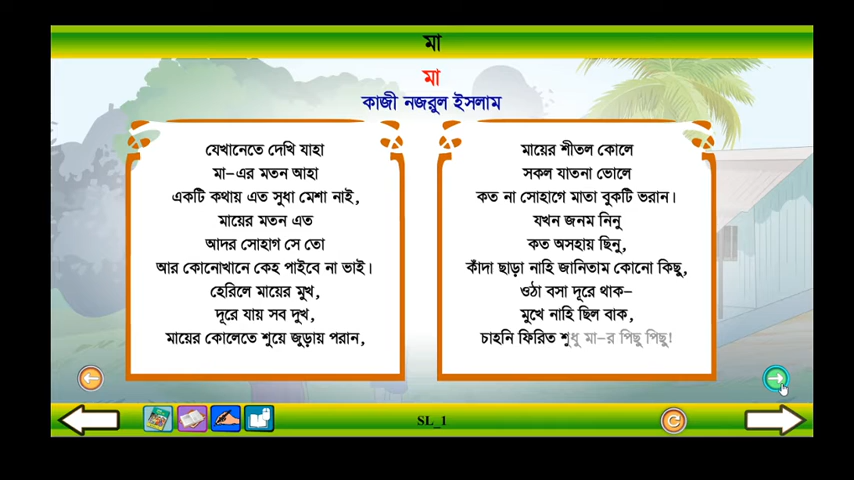 মা
মা
কাজী নজরুল ইসলাম
যেখানেতে দেখি যাহা
মা-এর মতন আহা
একটি কথায় এত সুধা মেশা নাই,
মায়ের মতন এত
আদর সোহাগ সে তো
আর কোনোখানে কেহ পাইবে না ভাই।
হেরিলে মায়ের মুখ,
দূরে যায় সব দুখ,
মায়ের কোলেতে শুয়ে জুড়ায় পরান,
মায়ের শীতল কোলে
সকল যাতনা ভোলে
কত না সোহাগে মাতা বুকটি ভরান।
যখন জনম নিনু
কত অসহায় ছিনু,
কাঁদা ছাড়া নাহি জানিতাম কোনো কিছু,
ওঠা বসা দূরে থাক-
মুখে নাহি ছিল বাক,
চাহনি ফিরিত শুধু মা-র পিছু পিছু!
SL_1